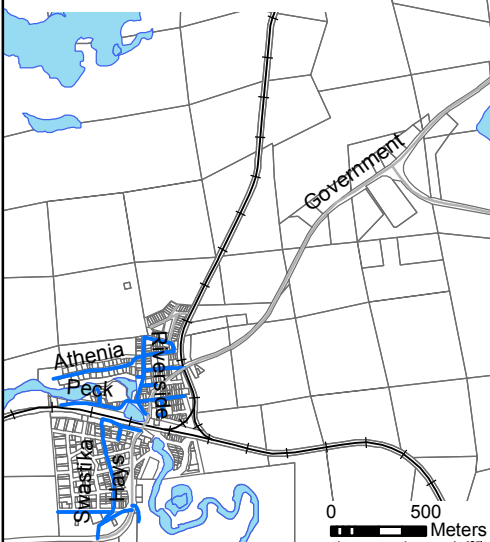 Government
Athenia
Riverside
Peck
Swastika
Hays
0 500
Meters